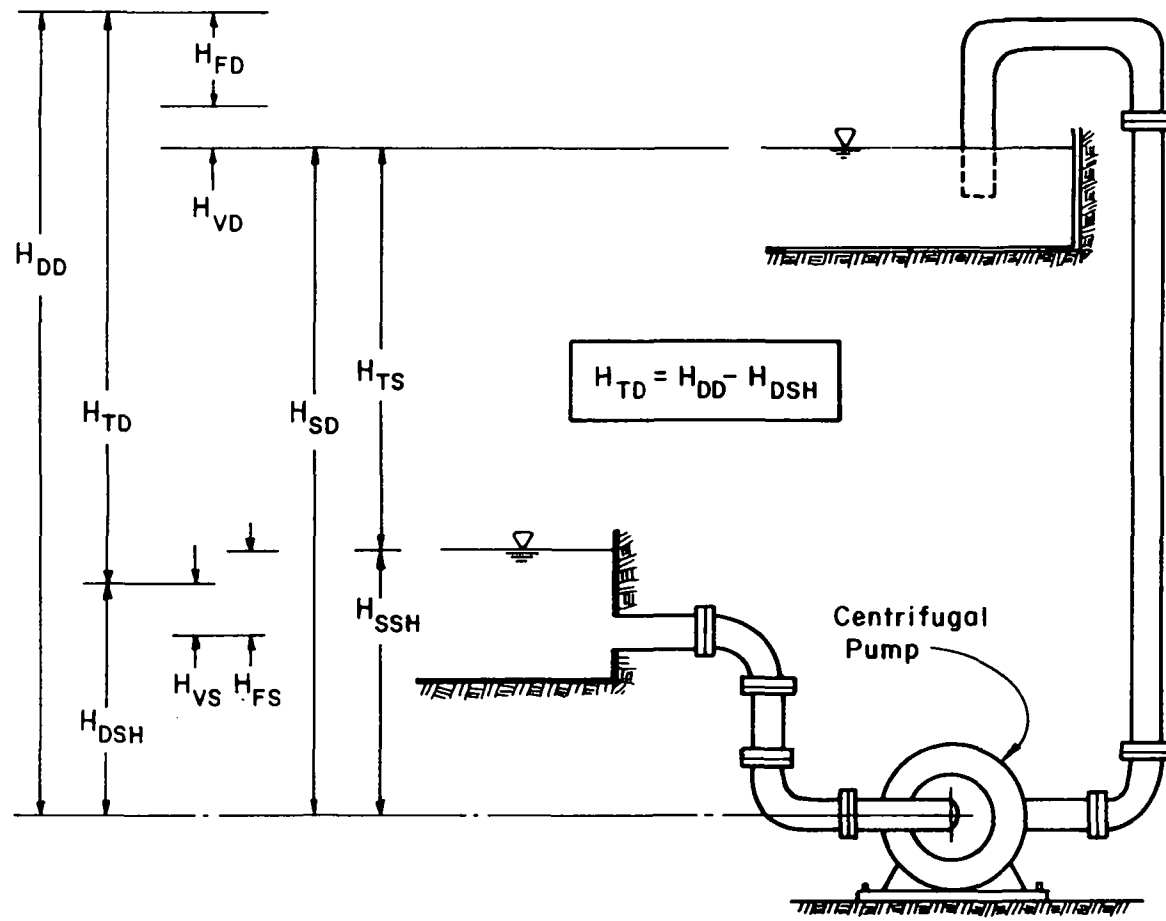 H_FD
H_VD
H_DD
H_TS
H_TD = H_DD - H_DSH
H_TD
H_SD
H_SSH
Centrifugal
Pump
H_VS H_FS
H_DSH